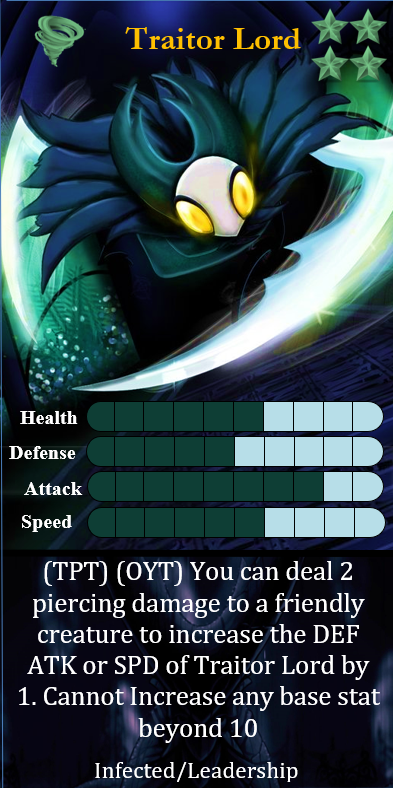 Traitor Lord
Health
Defense
Attack
Speed
(TPT) (OYT) You can deal 2
piercing damage to a friendly
creature to increase the DEF
ATK or SPD of Traitor Lord by
1. Cannot Increase any base stat
beyond 10
Infected/Leadership